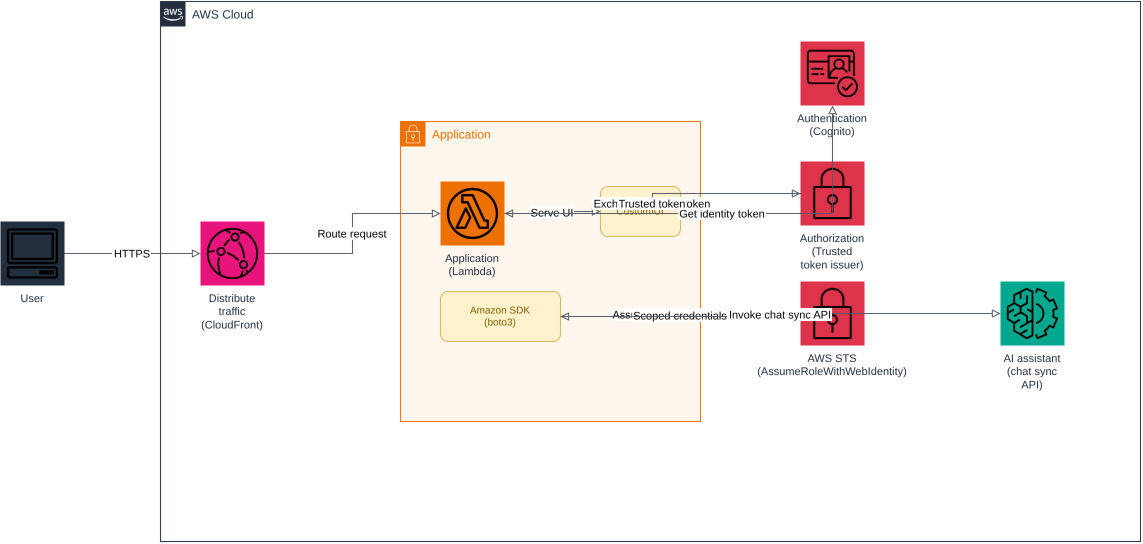 aws
AWS Cloud
Authentication
(Cognito)
Application
Serve UI
Trusted token
Get identity token
Route request
HTTPS
Authorization
(Trusted
token issuer)
Application
(Lambda)
User
Distribute
traffic
(CloudFront)
Amazon SDK
(boto3)
Scoped credentials
Invoke chat sync API
AWS STS
(AssumeRoleWithWebIdentity)
AI assistant
(chat sync
API)